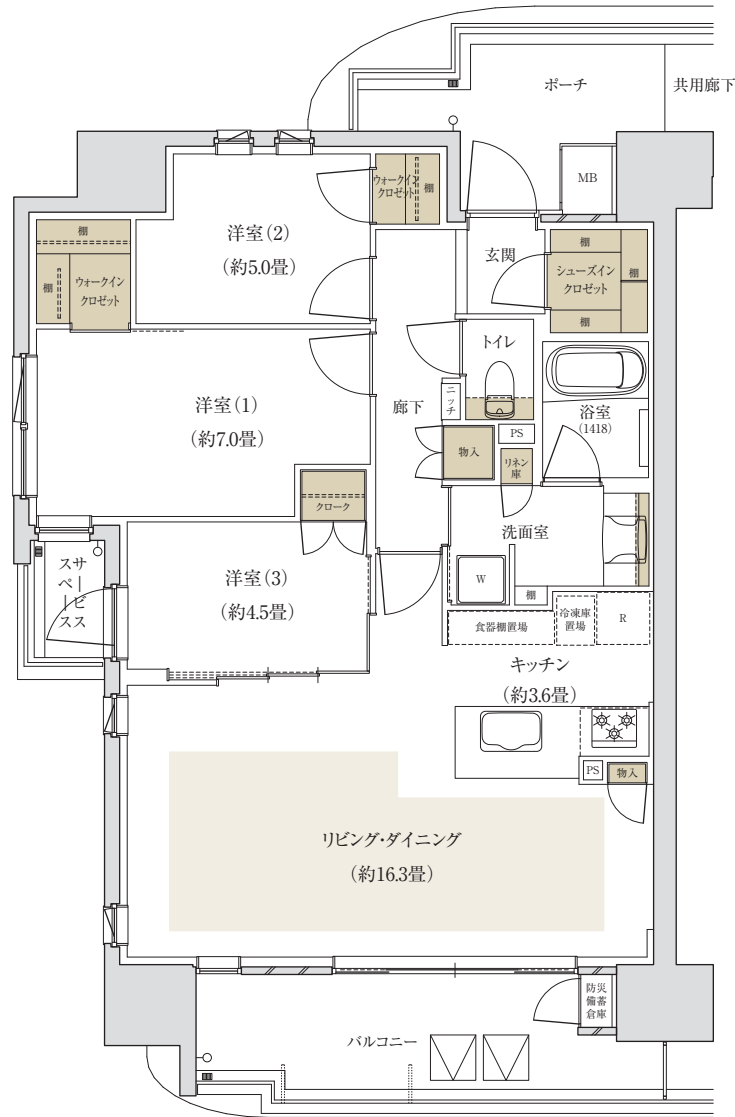 ポーチ
共用廊下
MB
ウォークイン
クロゼット
棚
洋室(2)
(約5.0畳)
玄関
棚
シューズイン
クロゼット
棚
棚
棚
棚
ウォークイン
クロゼット
トイレ
洋室(1)
(約7.0畳)
廊下
ニッチ
浴室
(1418)
PS
物入
リネン
庫
クローク
洗面室
サービス
スペース
洋室(3)
(約4.5畳)
W
棚
食器棚置場
冷凍庫
置場
R
キッチン
(約3.6畳)
PS
物入
リビング・ダイニング
(約16.3畳)
防災
備蓄
倉庫
バルコニー